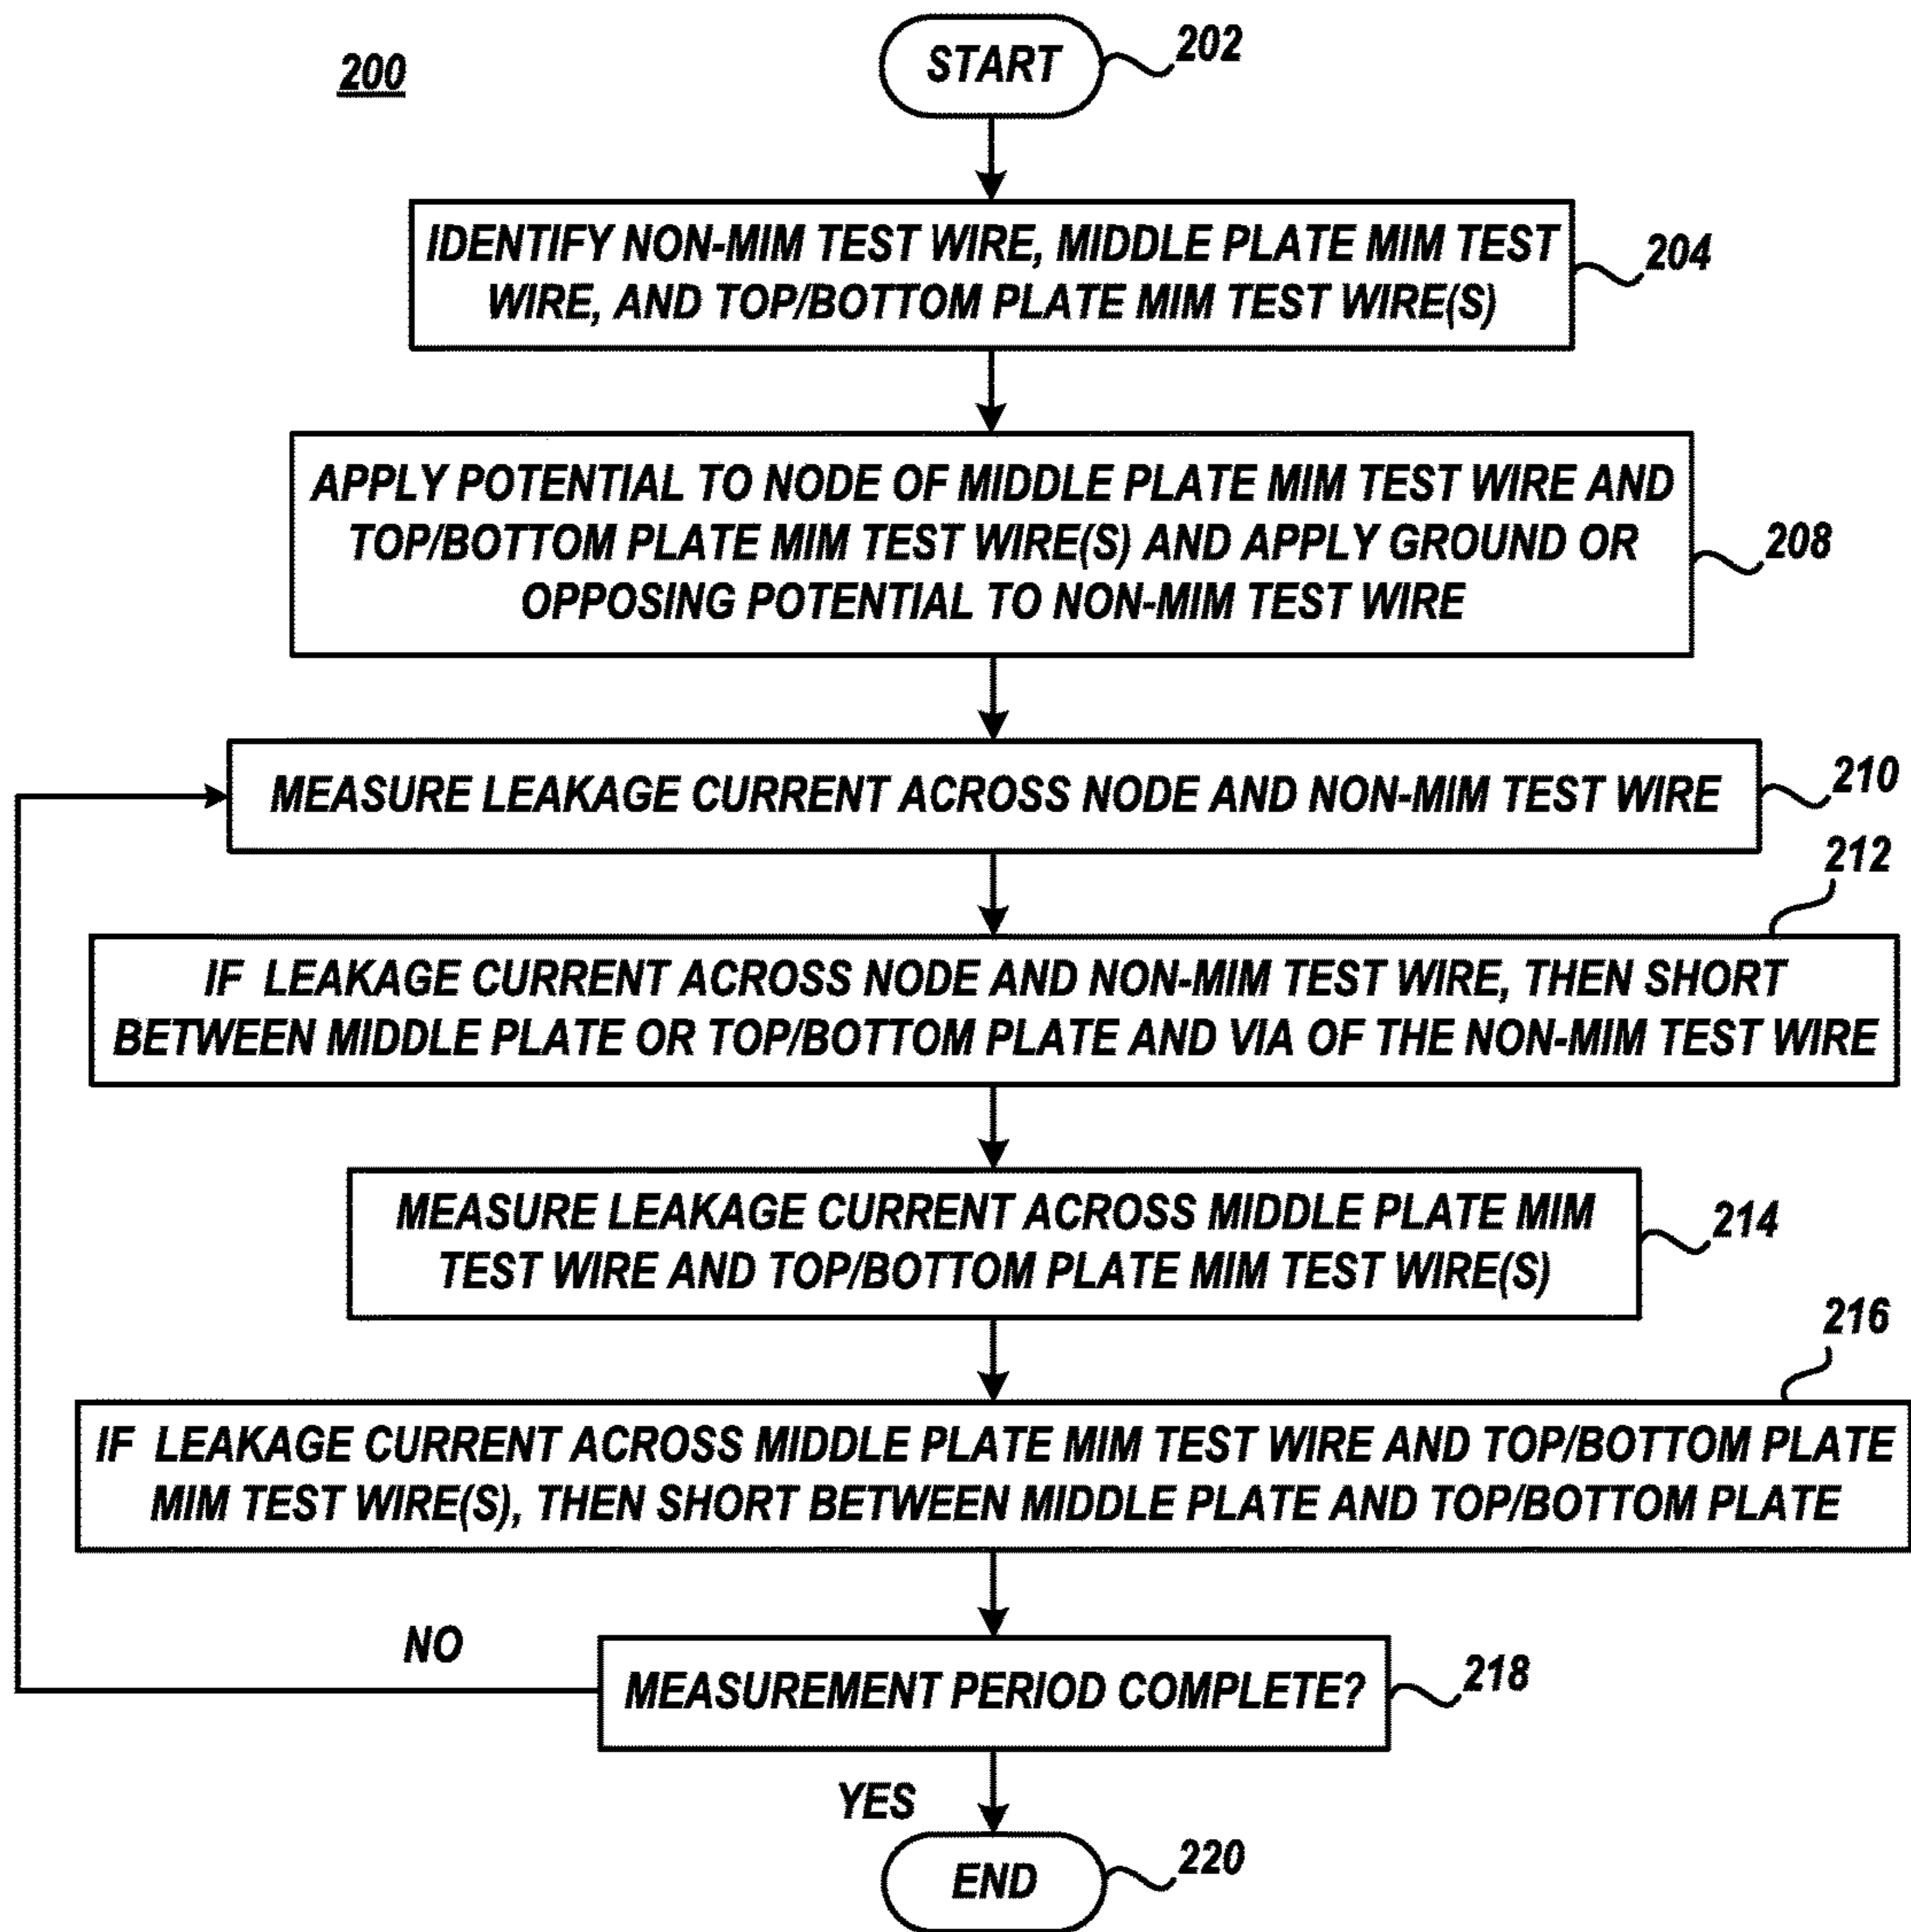 200
START
202
IDENTIFY NON-MIM TEST WIRE, MIDDLE PLATE MIM TEST
WIRE, AND TOP/BOTTOM PLATE MIM TEST WIRE(S)
204
APPLY POTENTIAL TO NODE OF MIDDLE PLATE MIM TEST WIRE AND
TOP/BOTTOM PLATE MIM TEST WIRE(S) AND APPLY GROUND OR
OPPOSING POTENTIAL TO NON-MIM TEST WIRE
208
MEASURE LEAKAGE CURRENT ACROSS NODE AND NON-MIM TEST WIRE
210
212
IF LEAKAGE CURRENT ACROSS NODE AND NON-MIM TEST WIRE, THEN SHORT
BETWEEN MIDDLE PLATE OR TOP/BOTTOM PLATE AND VIA OF THE NON-MIM TEST WIRE
MEASURE LEAKAGE CURRENT ACROSS MIDDLE PLATE MIM
TEST WIRE AND TOP/BOTTOM PLATE MIM TEST WIRE(S)
214
216
IF LEAKAGE CURRENT ACROSS MIDDLE PLATE MIM TEST WIRE AND TOP/BOTTOM PLATE
MIM TEST WIRE(S), THEN SHORT BETWEEN MIDDLE PLATE AND TOP/BOTTOM PLATE
NO
MEASUREMENT PERIOD COMPLETE?
218
YES
END
220